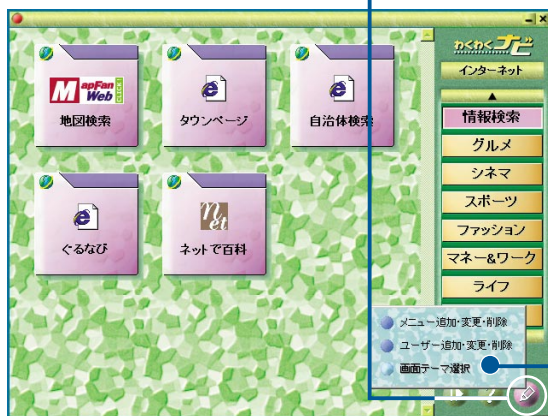 わくわくナビ
インターネット
MapFan
Web
CLICK!
地図検索
タウンページ
自治体検索
ぐるなび
net
ネットで百科
▲
情報検索
グルメ
シネマ
スポーツ
ファッション
マネー&ワーク
ライフ
メニュー追加・変更・削除
ユーザー追加・変更・削除
画面テーマ選択
?